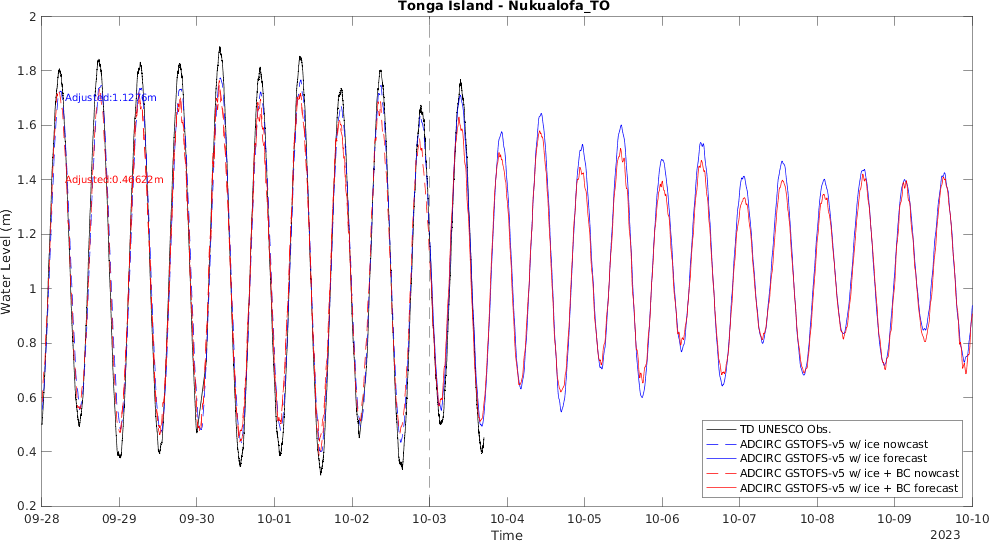 Tonga Island - Nukualofa_TO
Water Level (m)
2
1.8
1.6
1.4
1.2
1
0.8
0.6
0.4
0.2
Adjusted:1.1276m
Adjusted:0.46622m
TD UNESCO Obs.
ADCIRC GSTOFS-v5 w/ ice nowcast
ADCIRC GSTOFS-v5 w/ ice forecast
ADCIRC GSTOFS-v5 w/ ice + BC nowcast
ADCIRC GSTOFS-v5 w/ ice + BC forecast
09-28 09-29 09-30 10-01 10-02 10-03 10-04 10-05 10-06 10-07 10-08 10-09 10-10
Time
2023